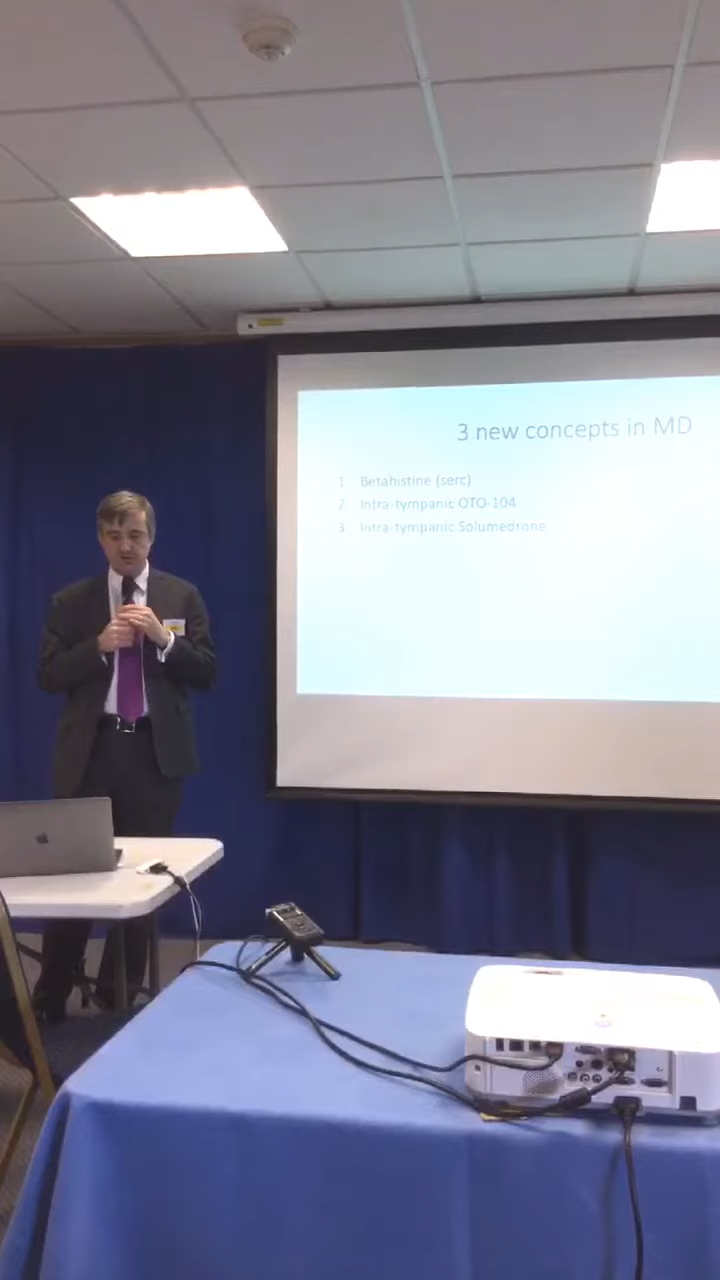 3 new concepts in MD
1. Betahistine (serc)
2. Intra-tympanic OTO-104
3. Intra-tympanic Solumedrone